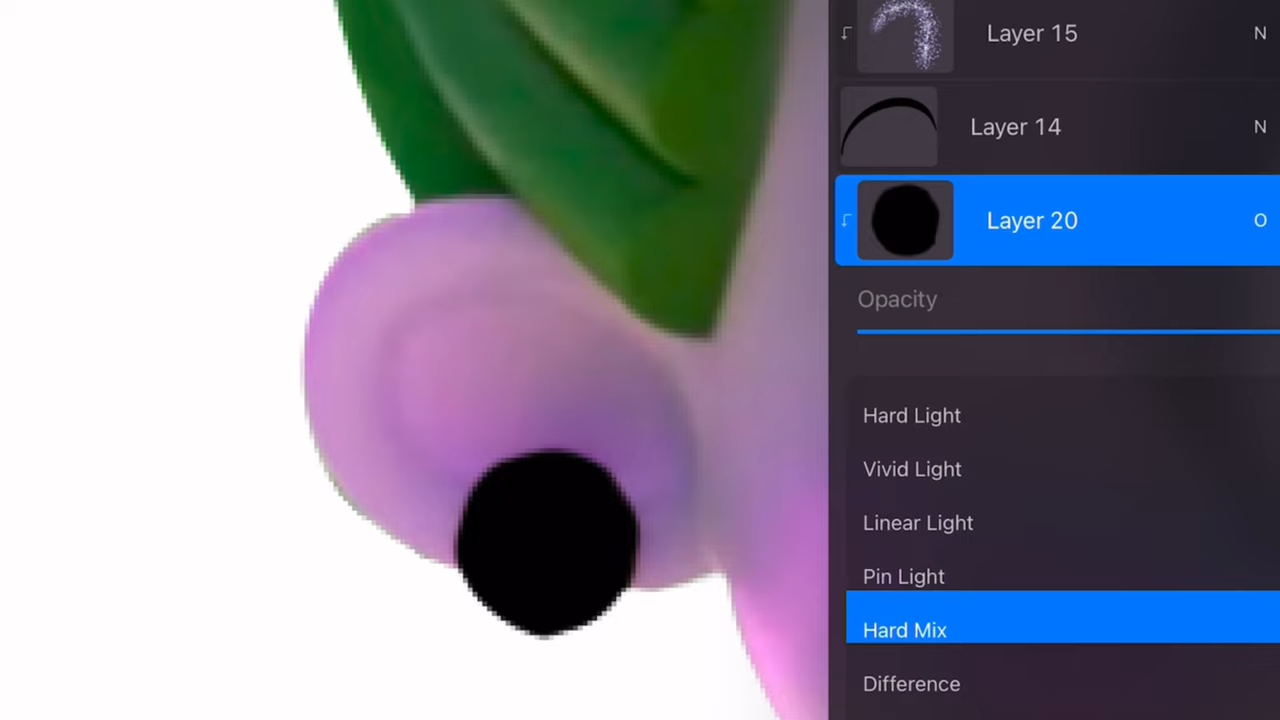 Layer 15 N
Layer 14 N
Layer 20 O
Opacity
Hard Light
Vivid Light
Linear Light
Pin Light
Hard Mix
Difference